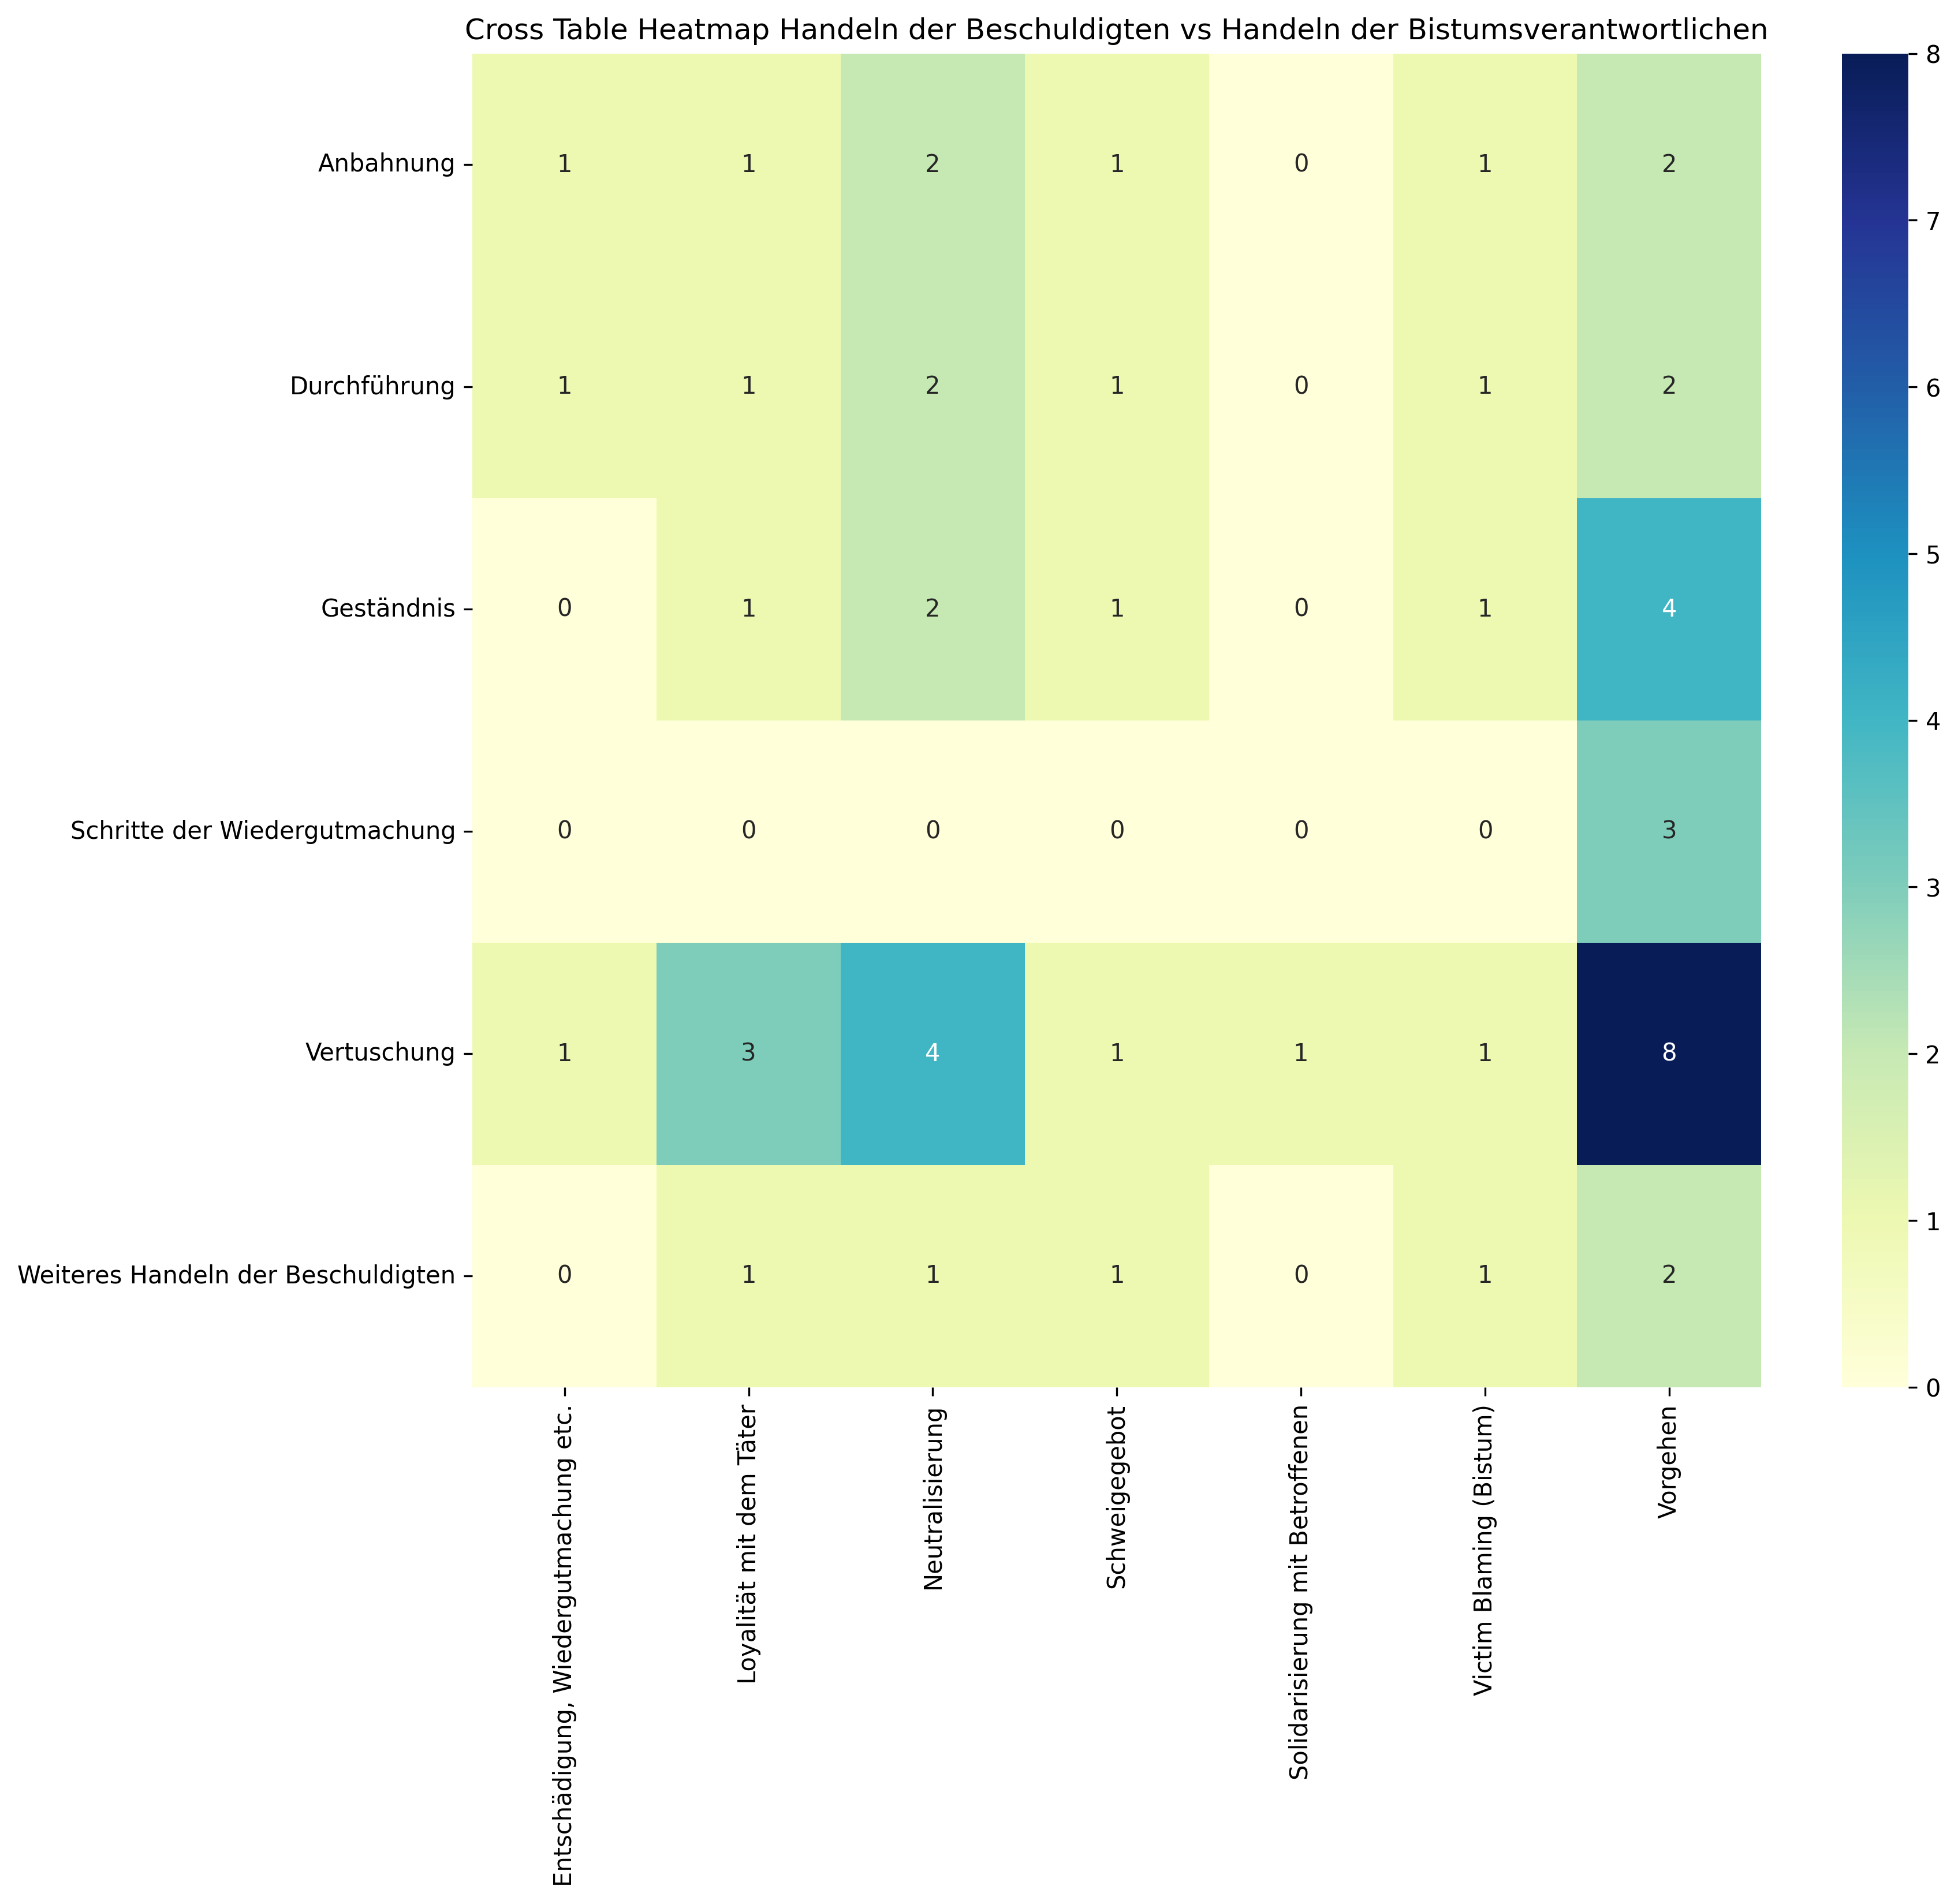 Cross Table Heatmap Handeln der Beschuldigten vs Handeln der Bistumsverantwortlichen
Anbahnung 1 1 2 1 0 1 2
Durchführung 1 1 2 1 0 1 2
Geständnis 0 1 2 1 0 1 4
Schritte der Wiedergutmachung 0 0 0 0 0 0 3
Vertuschung 1 3 4 1 1 1 8
Weiteres Handeln der Beschuldigten 0 1 1 1 0 1 2
Entschädigung, Wiedergutmachung etc.
Loyalität mit dem Täter
Neutralisierung
Schweigegebot
Solidarisierung mit Betroffenen
Victim Blaming (Bistum)
Vorgehen
8
7
6
5
4
3
2
1
0